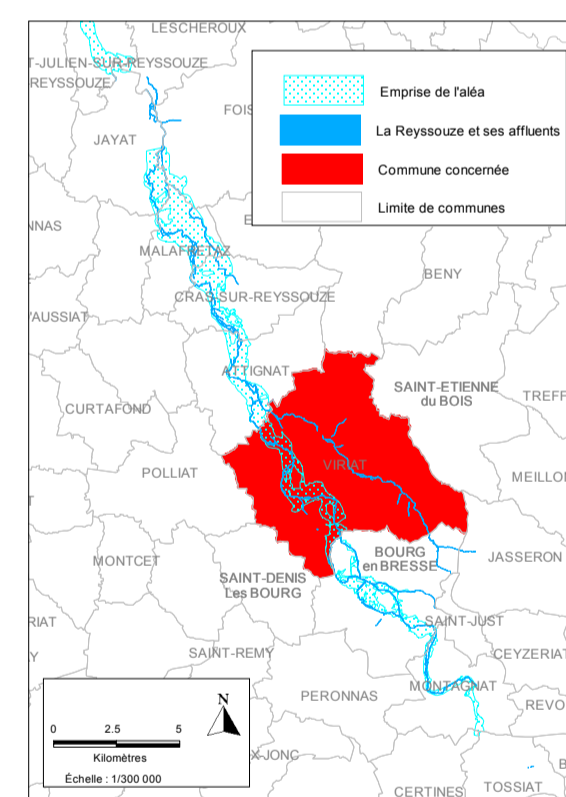 LESCHEROUX
T-JULIEN-SUR-REYSSOUZE
REYSSOUZE
FOIS
JAYAT
Emprise de l'aléa
La Reyssouze et ses affluents
Commune concernée
Limite de communes
NNAS
MALAFRETAZ
BENY
CRAS-SUR-REYSSOUZE
VAUSSIAT
ATTIGNAT
SAINT-ETIENNE
du BOIS
TREFF
CURTAFOND
VIRIAT
POLLIAT
MEILLON
MONTCET
BOURG
en BRESSE
JASSERON
SAINT-DENIS
Les BOURG
RIAT
SAINT-JUST
SAINT-REMY
CEYZERIAT
MONTAGNAT
PERONNAS
REVO
N
0 2.5 5
Kilomètres
Échelle : 1/300 000
X-JONC
CERTINES
TOSSIAT
B